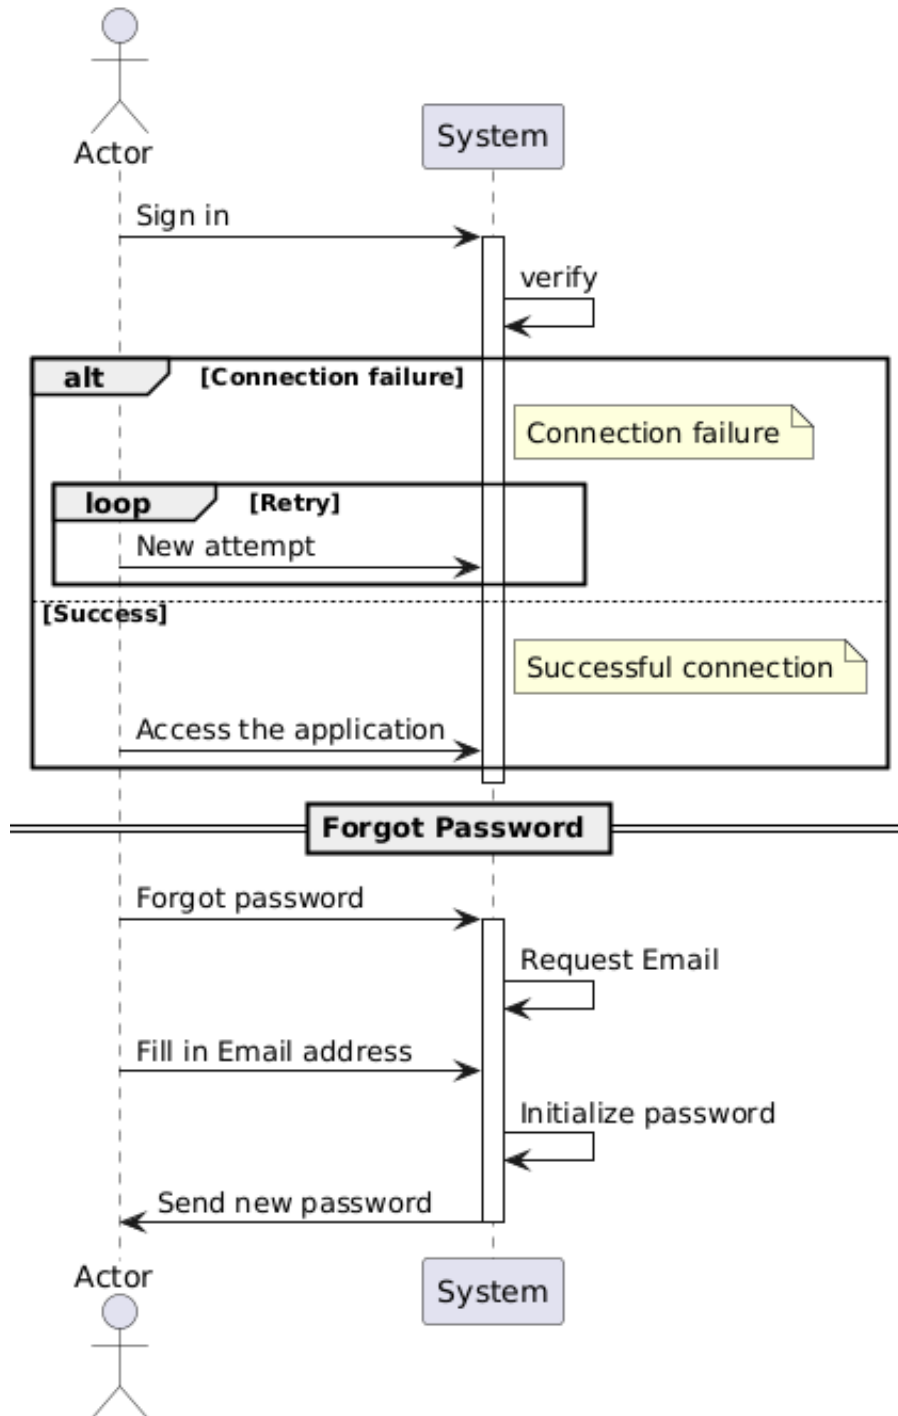 Actor
System
Sign in
verify
alt [Connection failure]
Connection failure
loop [Retry]
New attempt
[Success]
Successful connection
Access the application
Forgot Password
Forgot password
Request Email
Fill in Email address
Initialize password
Send new password
Actor
System